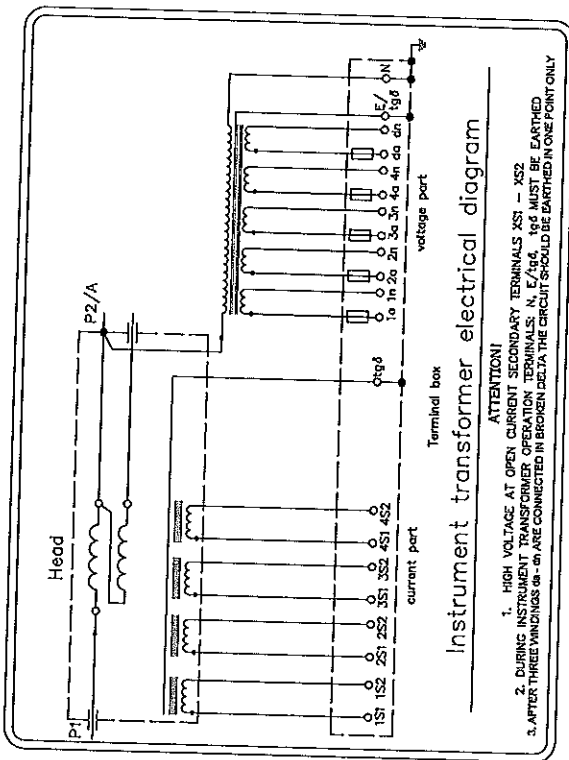 Head
P1
P2/A
1S1 1S2 2S1 2S2 3S1 3S2 4S1 4S2
tgδ
1a 1n 2a 2n 3a 3n 4a 4n da dn E/tgδ N
current part
Terminal box
voltage part
Instrument transformer electrical diagram
ATTENTION!
1. HIGH VOLTAGE AT OPEN CURRENT SECONDARY TERMINALS XS1 - XS2
2. DURING INSTRUMENT TRANSFORMER OPERATION TERMINALS: N, E/tgδ, tgδ MUST BE EARTHED
3. AFTER THREE WINDINGS da-dn ARE CONNECTED IN BROKEN DELTA THE CIRCUIT SHOULD BE EARTHED IN ONE POINT ONLY